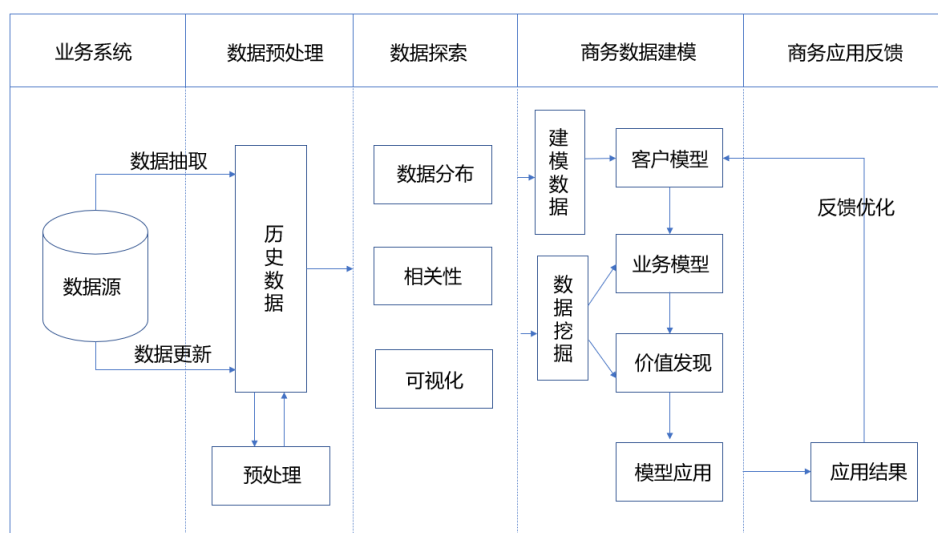 业务系统
数据预处理
数据探索
商务数据建模
商务应用反馈
数据抽取
数据源
数据更新
历史数据
预处理
数据分布
相关性
可视化
建模数据
数据挖掘
客户模型
业务模型
价值发现
模型应用
反馈优化
应用结果